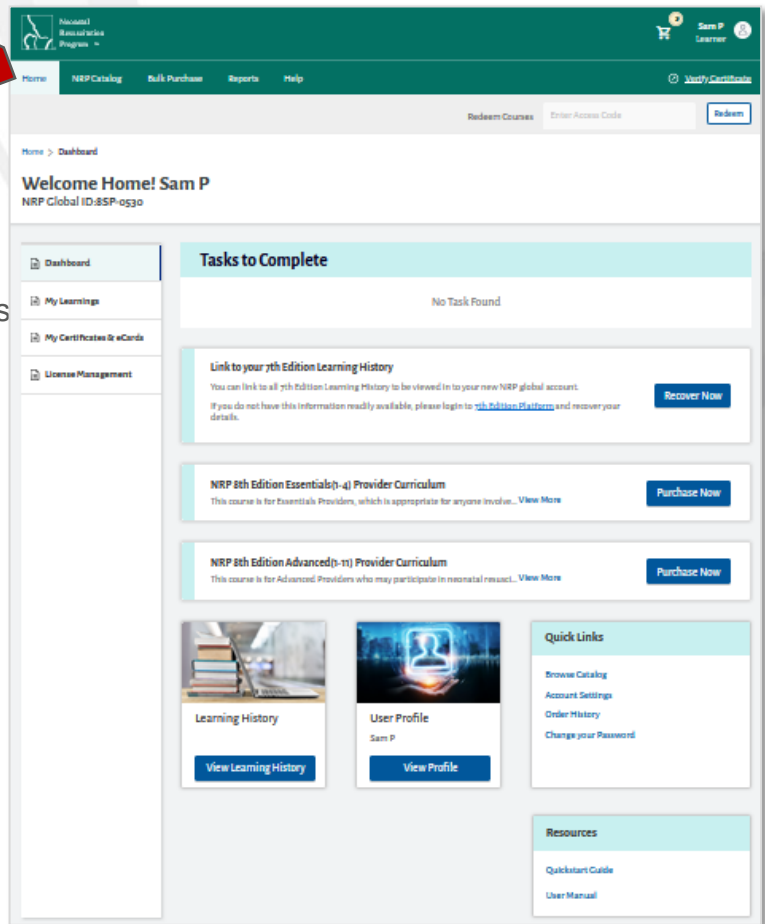 Neonatal
Resuscitation
Program
3
Sam P
Learner
Home
NRP Catalog
Bulk Purchase
Reports
Help
Verify Certificate
Redeem Courses
Enter Access Code
Redeem
Home > Dashboard
Welcome Home! Sam P
NRP Global ID:8SP-0530
Dashboard
My Learnings
s
My Certificates & eCards
License Management
Tasks to Complete
No Task Found
Link to your 7th Edition Learning History
You can link to all 7th Edition Learning History to be viewed in to your new NRP global account.
If you do not have this information readily available, please login to 7th Edition Platform and recover your
details.
Recover Now
NRP 8th Edition Essentials(1-4) Provider Curriculum
This course is for Essentials Providers, which is appropriate for anyone involve... View More
Purchase Now
NRP 8th Edition Advanced(1-11) Provider Curriculum
This course is for Advanced Providers who may participate in neonatal resusci... View More
Purchase Now
Learning History
View Learning History
User Profile
Sam P
View Profile
Quick Links
Browse Catalog
Account Settings
Order History
Change your Password
Resources
Quickstart Guide
User Manual